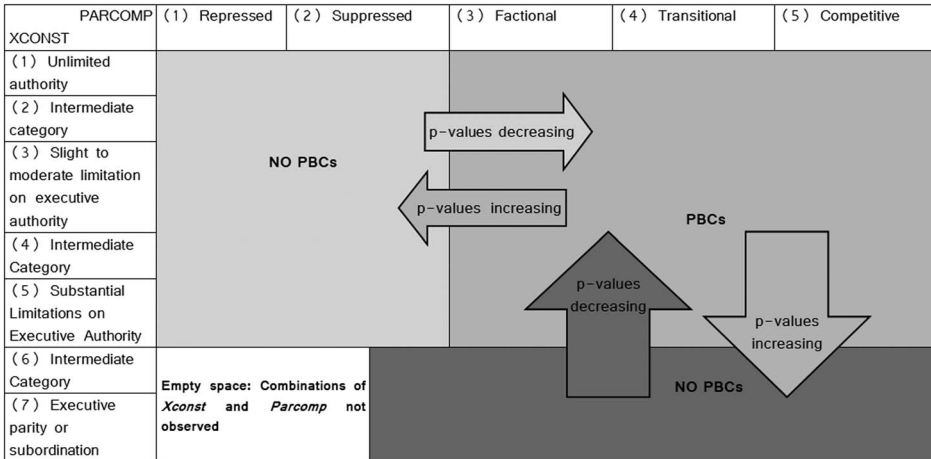 PARCOMP
XCONST
(1) Repressed
(2) Suppressed
(3) Factional
(4) Transitional
(5) Competitive
(1) Unlimited
authority
(2) Intermediate
category
(3) Slight to
moderate limitation
on executive
authority
(4) Intermediate
Category
(5) Substantial
Limitations on
Executive Authority
(6) Intermediate
Category
(7) Executive
parity or
subordination
NO PBCs
p-values decreasing
p-values increasing
PBCs
p-values
decreasing
p-values
increasing
NO PBCs
Empty space: Combinations of
Xconst and Parcomp not
observed